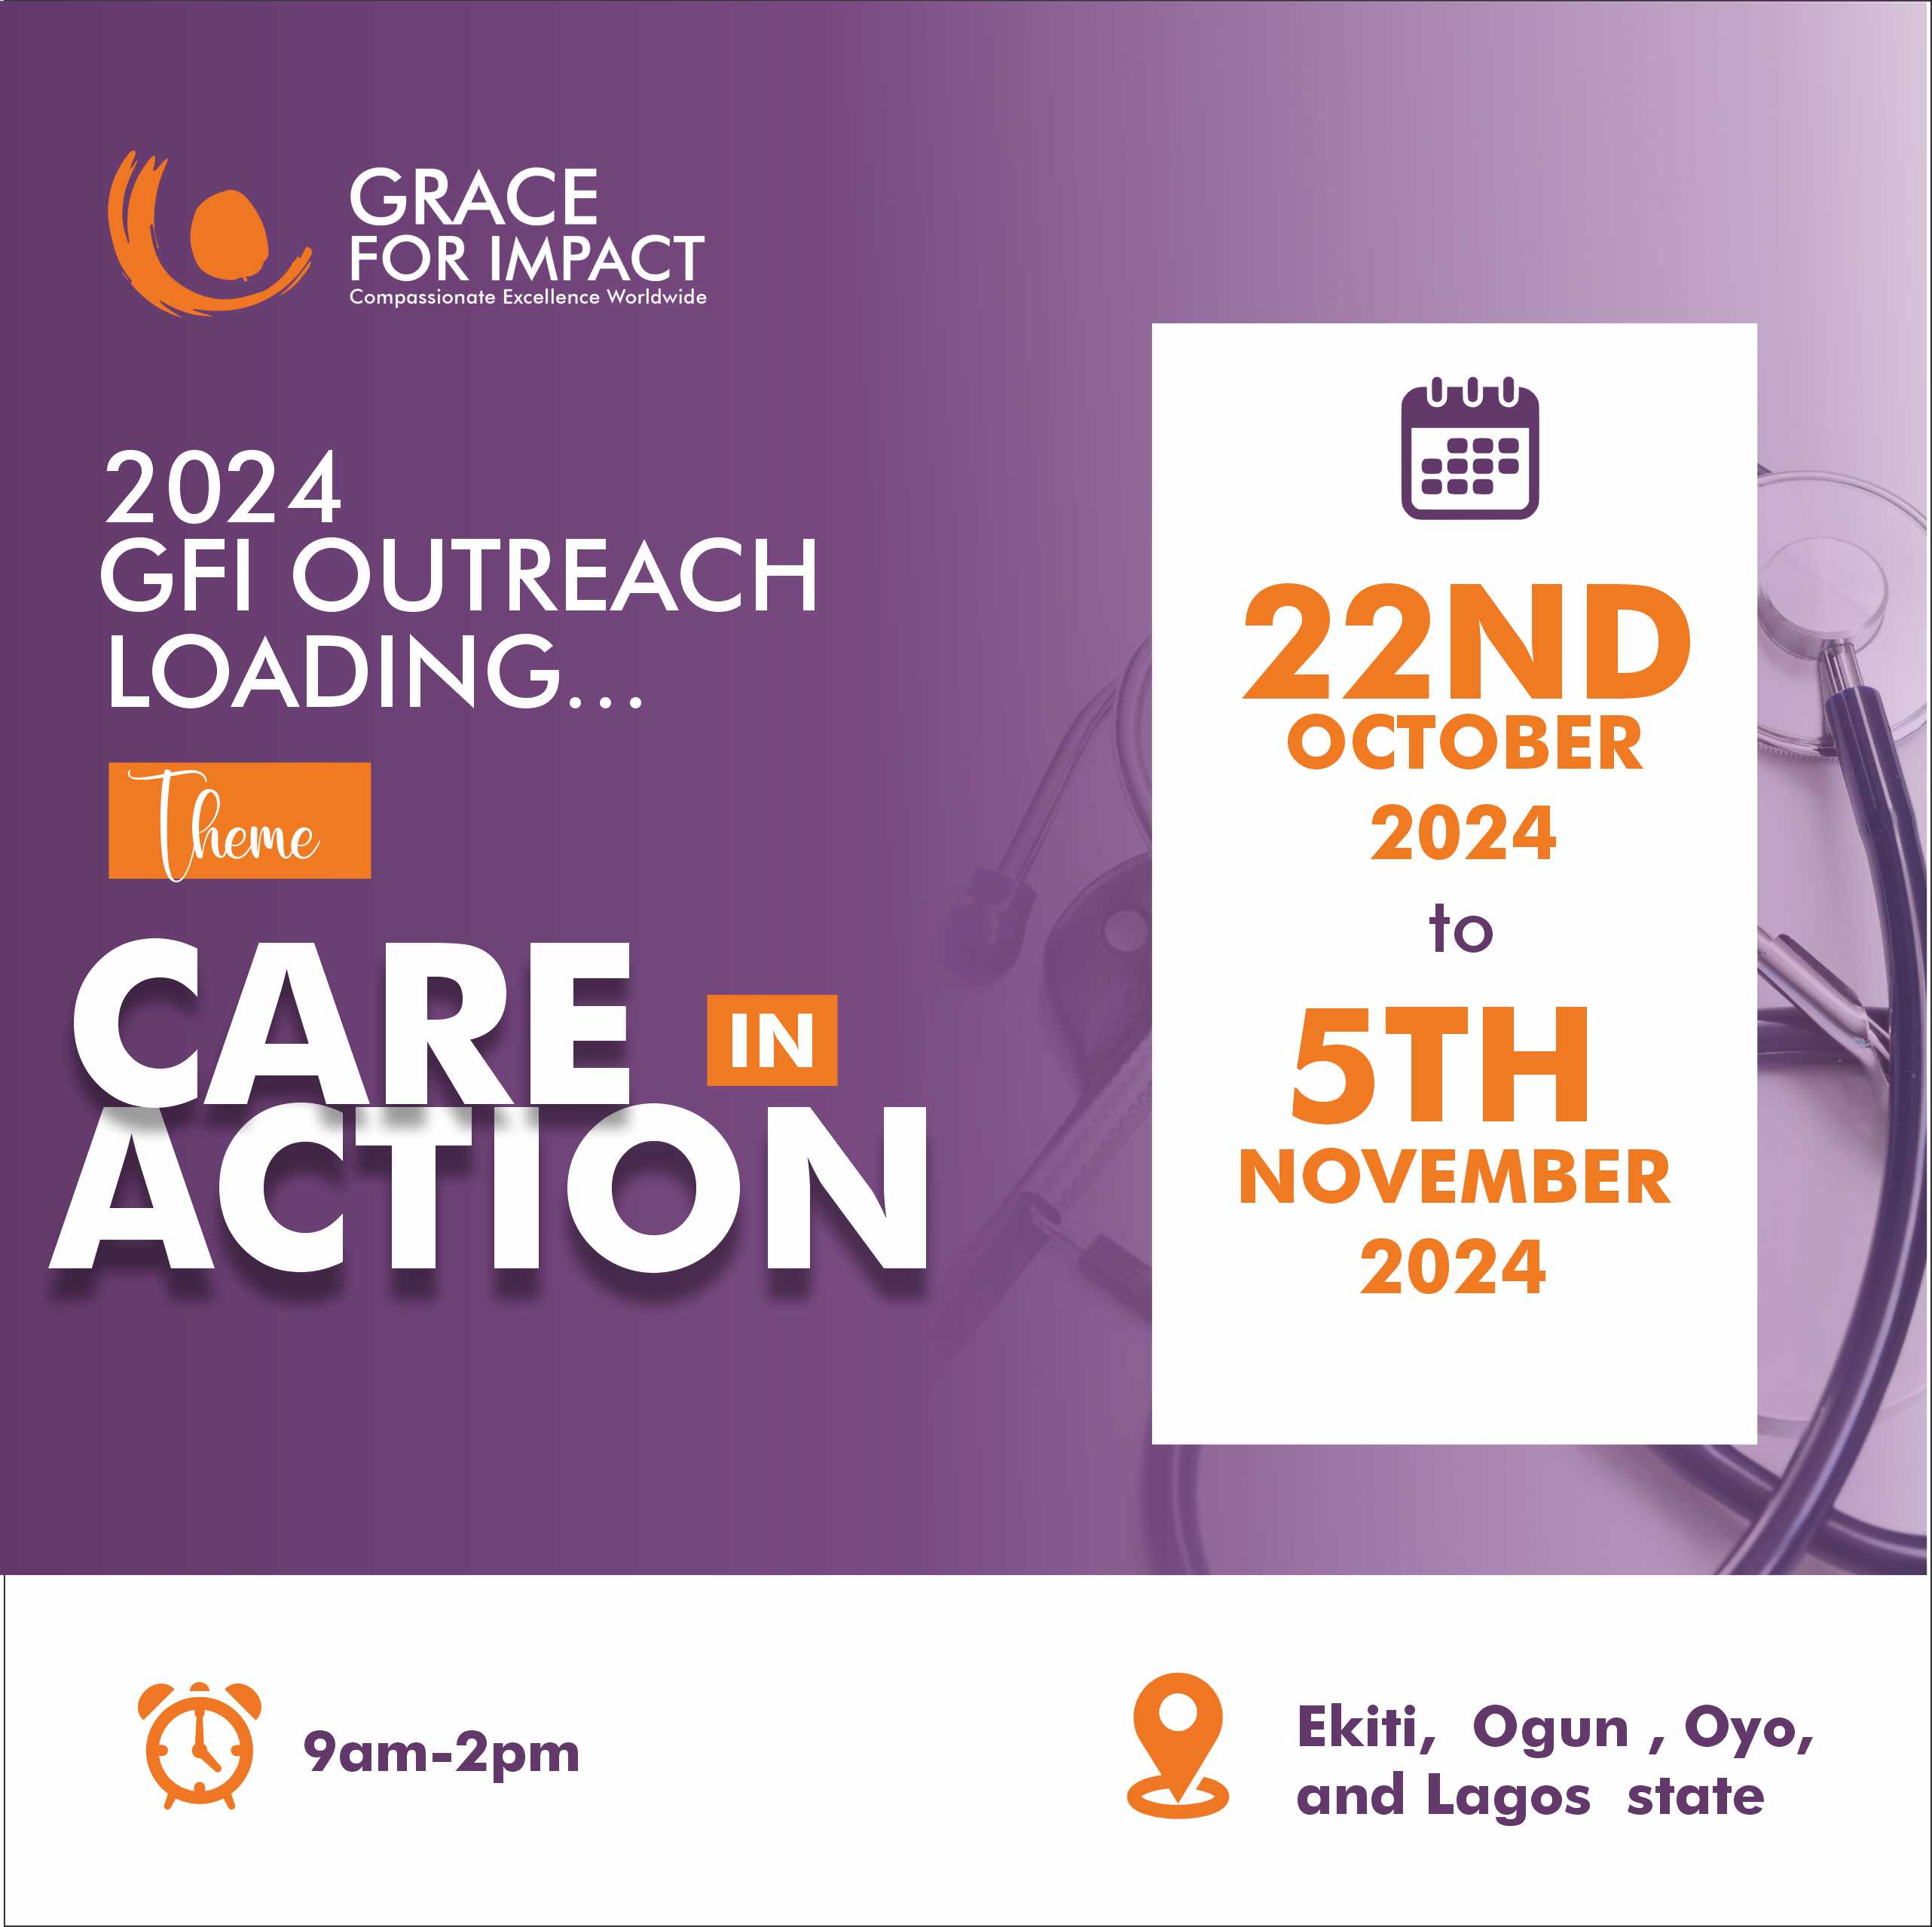 GRACE
FOR IMPACT
Compassionate Excellence Worldwide
2024
GFI OUTREACH
LOADING...
Theme
CARE IN
ACTION
22ND
OCTOBER
2024
to
5TH
NOVEMBER
2024
9am-2pm
Ekiti, Ogun , Oyo,
and Lagos state